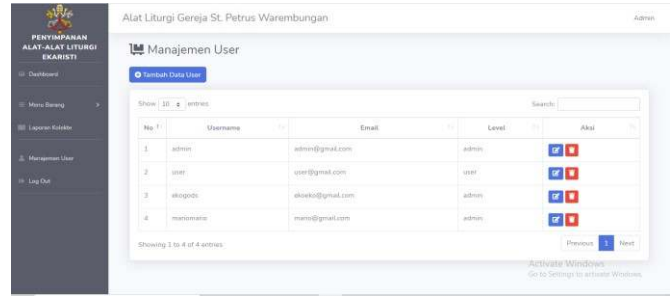 Alat Liturgi Gereja St. Petrus Warembungan
Admin
PENYIMPANAN
ALAT-ALAT LITURGI
EKARISTI
Dashboard
Menu Barang
Laporan Kolekte
Manajemen User
Log Out
Manajemen User
Tambah Data User
Show 10 entries
Search:
No Username Email Level Aksi
1 admin admin@gmail.com admin
2 user user@gmail.com user
3 ekogods ekoeko@gmail.com admin
4 mario@gmail.com admin
Showing 1 to 4 of 4 entries
Previous 1 Next
Activate Windows
Go to Settings to activate Windows.